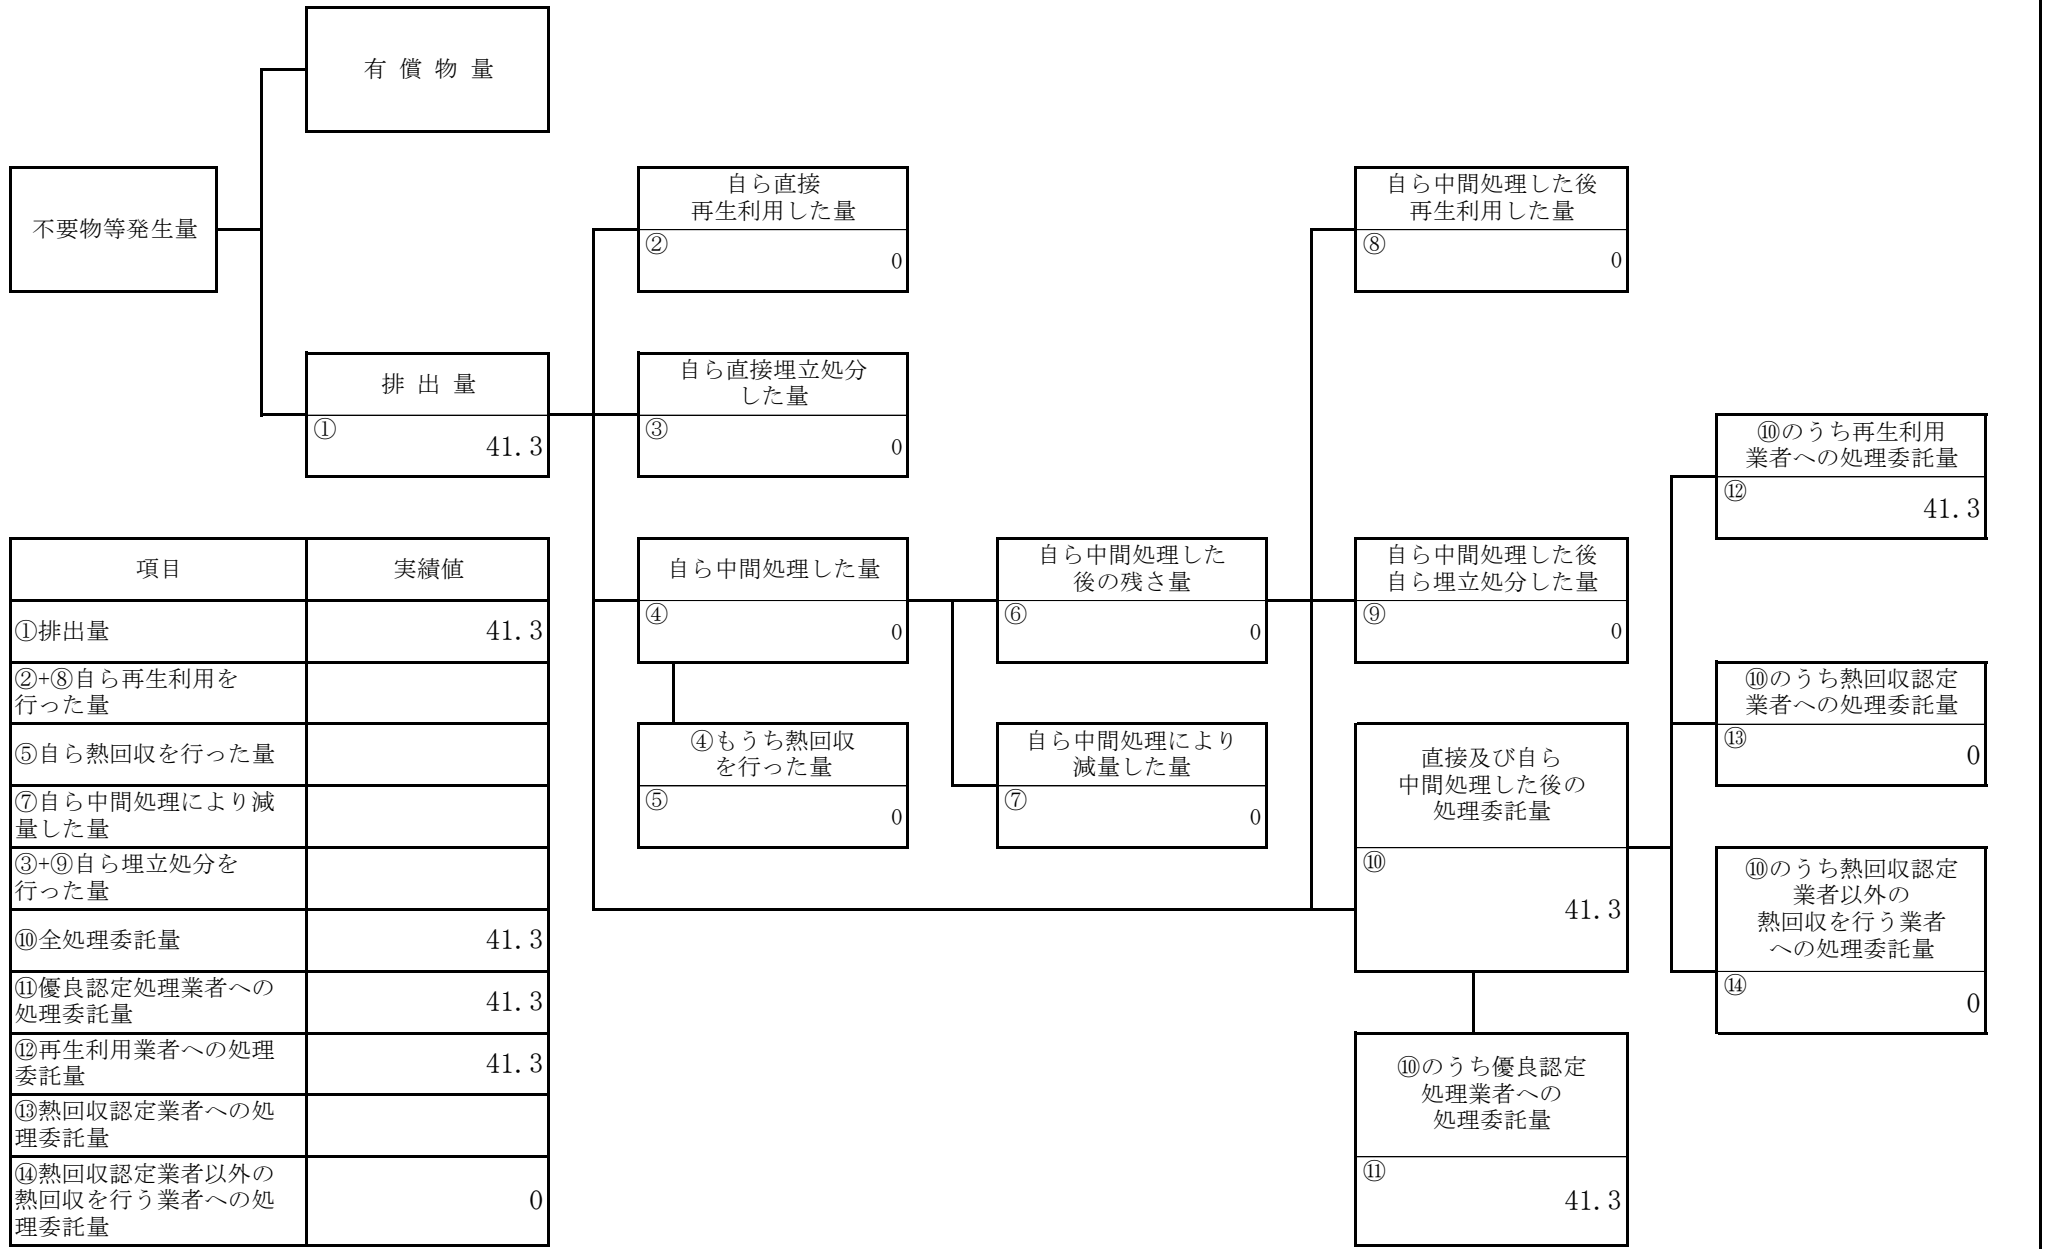 有 償 物 量
不要物等発生量
排 出 量
①
41.3
自ら直接
再生利用した量
②
0
自ら直接埋立処分
した量
③
0
自ら中間処理した量
④
0
④もうち熱回収
を行った量
⑤
0
自ら中間処理した
後の残さ量
⑥
0
自ら中間処理により
減量した量
⑦
0
自ら中間処理した後
再生利用した量
⑧
0
自ら中間処理した後
自ら埋立処分した量
⑨
0
直接及び自ら
中間処理した後の
処理委託量
⑩
41.3
⑩のうち優良認定
処理業者への
処理委託量
⑪
41.3
⑩のうち再生利用
業者への処理委託量
⑫
41.3
⑩のうち熱回収認定
業者への処理委託量
⑬
0
⑩のうち熱回収認定
業者以外の
熱回収を行う業者
への処理委託量
⑭
0
項目 実績値
①排出量 41.3
②+⑧自ら再生利用を
行った量
⑤自ら熱回収を行った量
⑦自ら中間処理により減
量した量
③+⑨自ら埋立処分を
行った量
⑩全処理委託量 41.3
⑪優良認定処理業者への
処理委託量
41.3
⑫再生利用業者への処理
委託量
41.3
⑬熱回収認定業者への処
理委託量
⑭熱回収認定業者以外の
熱回収を行う業者への処
理委託量
0